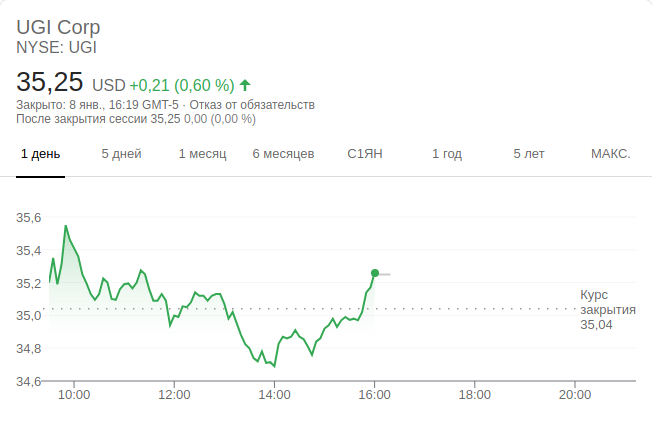 UGI Corp
NYSE: UGI
35,25 USD +0,21 (0,60 %)
Закрыто: 8 янв., 16:19 GMT-5 · Отказ от обязательств
После закрытия сессии 35,25 0,00 (0,00 %)
1 день 5 дней 1 месяц 6 месяцев С1ЯН 1 год 5 лет МАКС.
35,6
35,4
35,2
35,0
34,8
34,6
Курс
закрытия
35,04
10:00 12:00 14:00 16:00 18:00 20:00